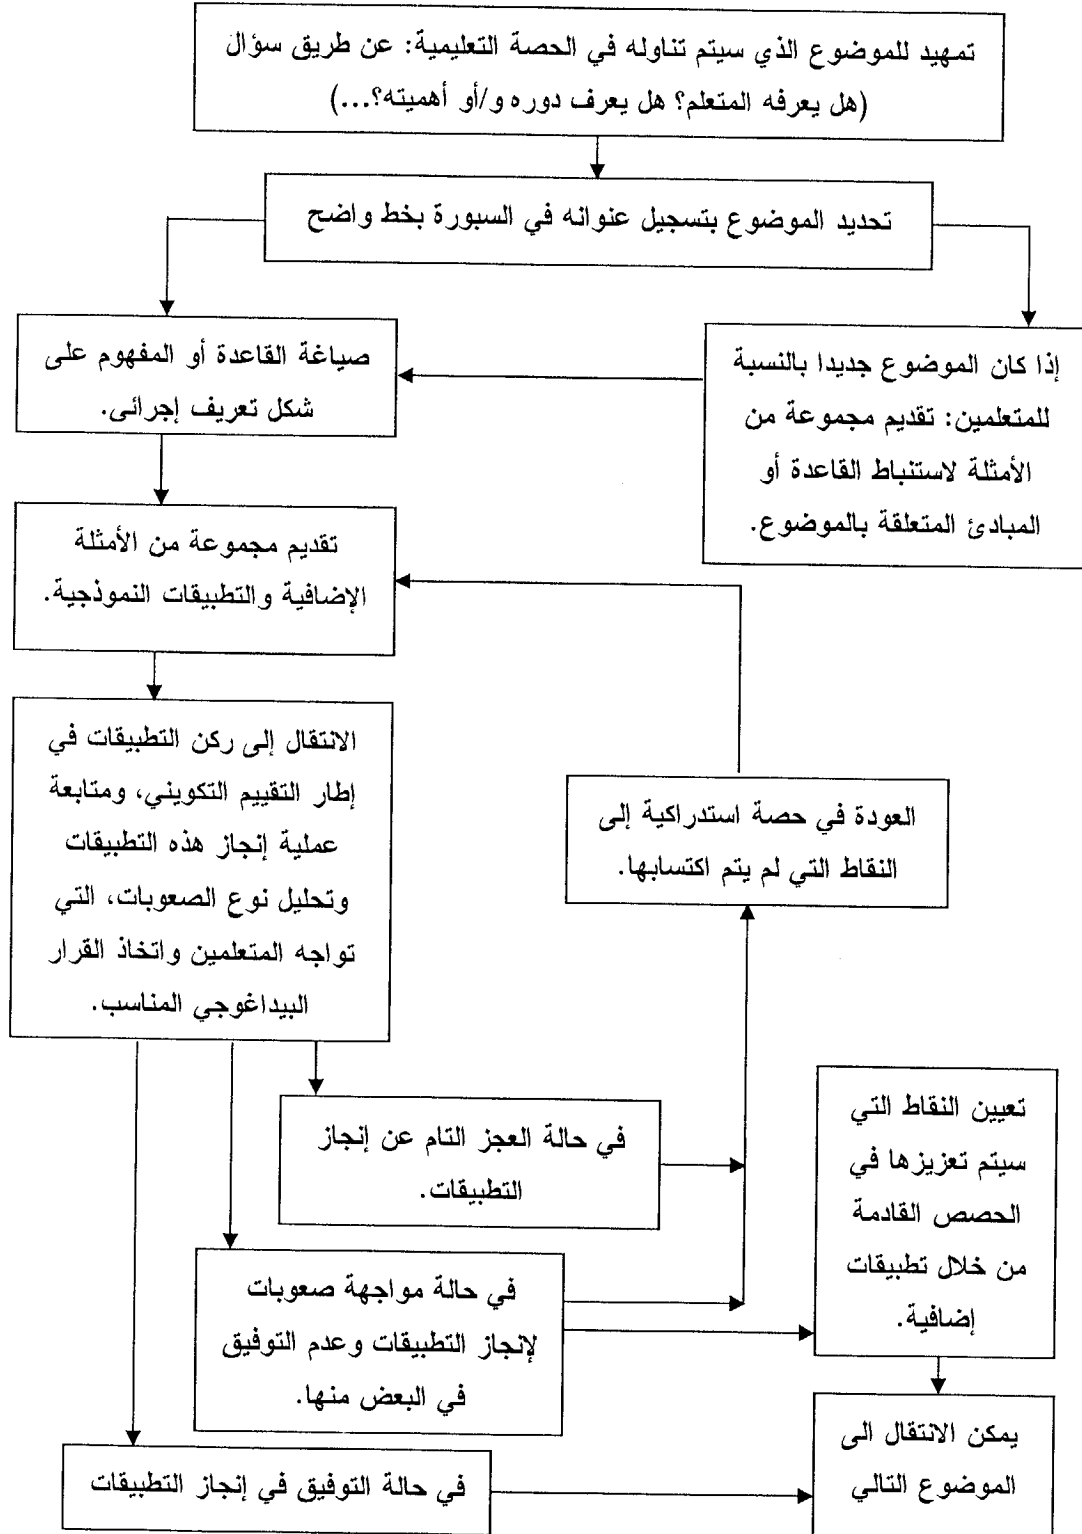 تمهيد للموضوع الذي سيتم تناوله في الحصة التعليمية: عن طريق سؤال
(هل يعرفه المتعلم؟ هل يعرف دوره و/أو أهميته؟...)
تحديد الموضوع بتسجيل عنوانه في السبورة بخط واضح
إذا كان الموضوع جديدا بالنسبة
للمتعلمين: تقديم مجموعة من
الأمثلة لاستنباط القاعدة أو
المبادئ المتعلقة بالموضوع.
صياغة القاعدة أو المفهوم على
شكل تعريف إجرائى.
تقديم مجموعة من الأمثلة
الإضافية والتطبيقات النموذجية.
الانتقال إلى ركن التطبيقات في
إطار التقييم التكويني، ومتابعة
عملية إنجاز هذه التطبيقات
وتحليل نوع الصعوبات، التي
تواجه المتعلمين واتخاذ القرار
البيداغوجي المناسب.
العودة في حصة استدراكية إلى
النقاط التي لم يتم اكتسابها.
في حالة العجز التام عن إنجاز
التطبيقات.
تعيين النقاط التي
سيتم تعزيزها في
الحصص القادمة
من خلال تطبيقات
إضافية.
في حالة مواجهة صعوبات
لإنجاز التطبيقات وعدم التوفيق
في البعض منها.
يمكن الانتقال الى
الموضوع التالي
في حالة التوفيق في إنجاز التطبيقات